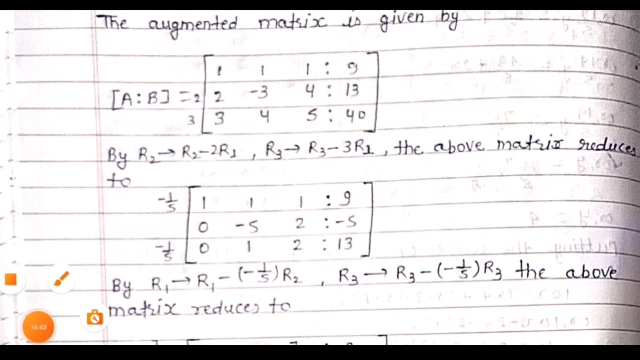 The augmented matrix is given by
1 1 1 : 9
[A:B] = 2 2 -3 4 : 13
3 3 4 5 : 40
By R2 → R2-2R1, R3 → R3-3R1, the above matrix reduces
to
-1/5 1 1 1 : 9
0 -5 2 : -5
-1/5 0 1 2 : 13
By R1 → R1-(-1/5)R2, R3 → R3-(-1/5)R3 the above
matrix reduces to
16:43